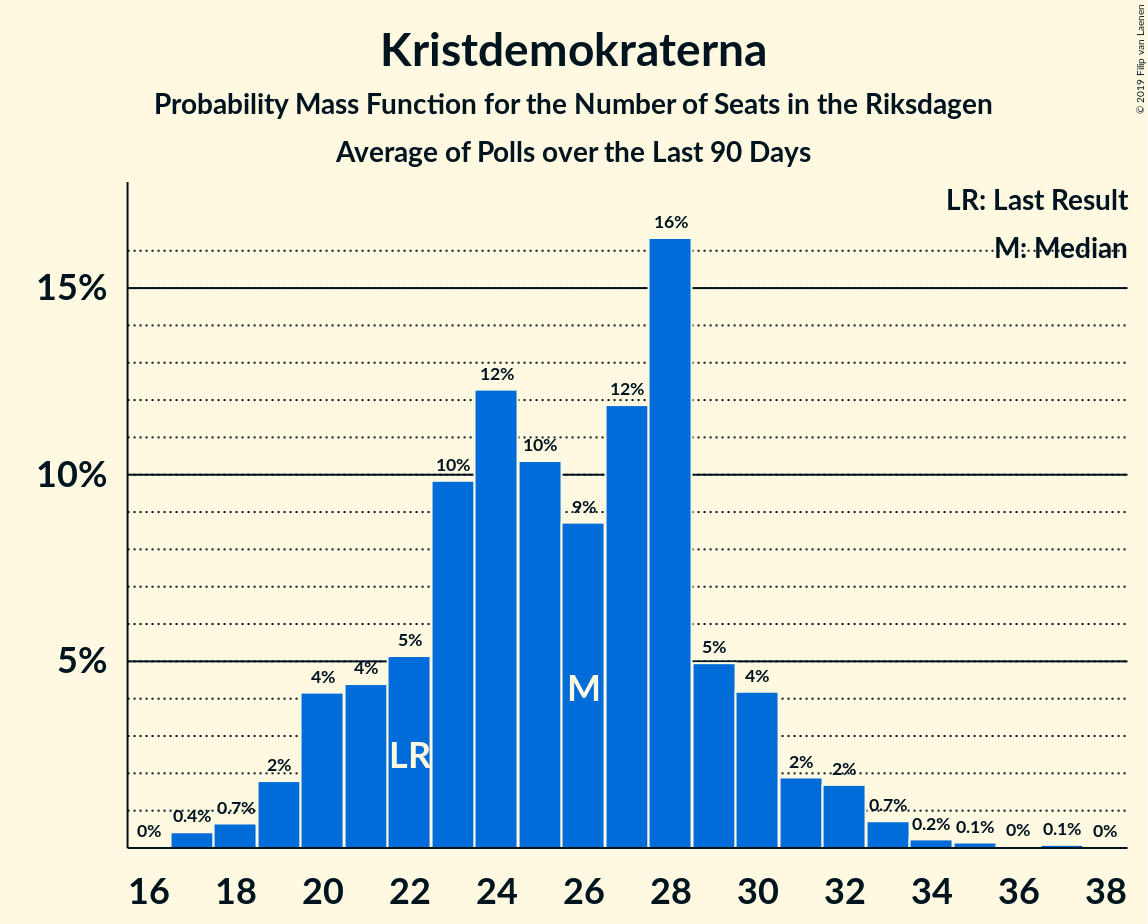 Kristdemokraterna
Probability Mass Function for the Number of Seats in the Riksdagen
Average of Polls over the Last 90 Days
© 2019 Filip van Laenen
LR: Last Result
M: Median
15%
10%
5%
0%
0.4%
0.7%
2%
4%
4%
5%
10%
12%
10%
9%
12%
16%
5%
4%
2%
2%
0.7%
0.2%
0.1%
0%
0.1%
0%
LR
M
16 18 20 22 24 26 28 30 32 34 36 38